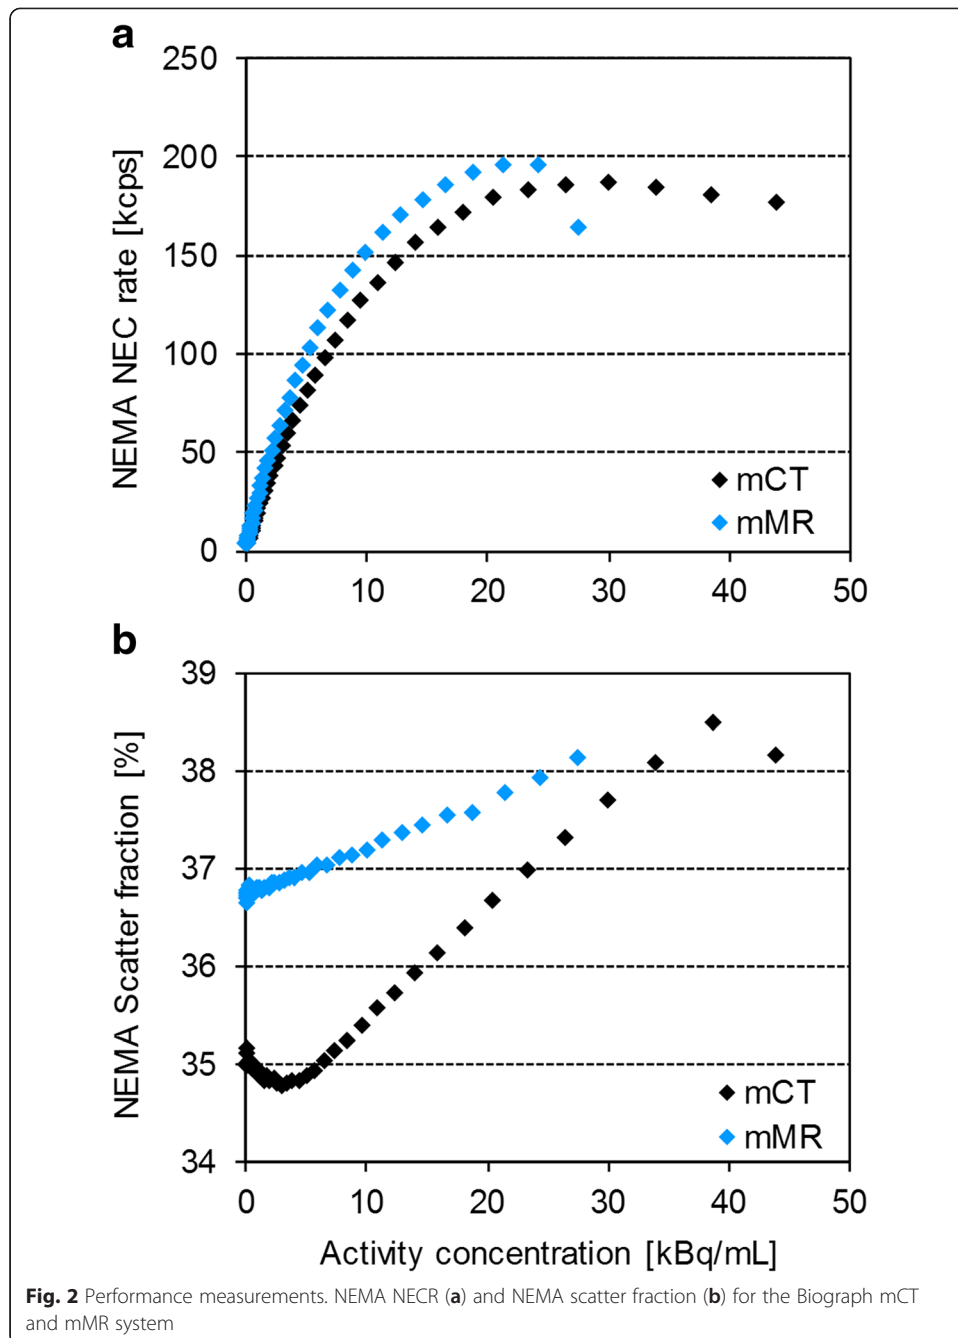 a
250
200
150
100
50
0
NEMA NEC rate [kcps]
mCT
mMR
0 10 20 30 40 50
b
39
38
37
36
35
34
NEMA Scatter fraction [%]
mCT
mMR
0 10 20 30 40 50
Activity concentration [kBq/mL]
Fig. 2 Performance measurements. NEMA NECR (a) and NEMA scatter fraction (b) for the Biograph mCT
and mMR system